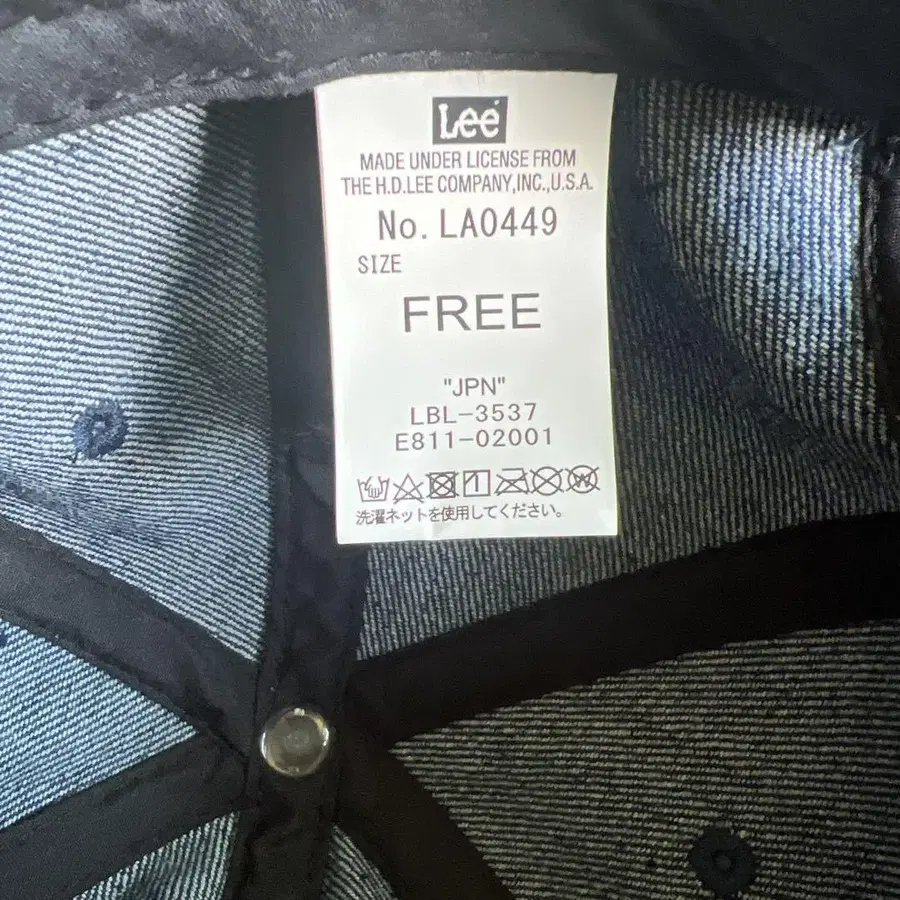 Lee
MADE UNDER LICENSE FROM
THE H.D.LEE COMPANY,INC.,U.S.A.
No. LA0449
SIZE
FREE
"JPN"
LBL-3537
E811-02001
洗濯ネットを使用してください。